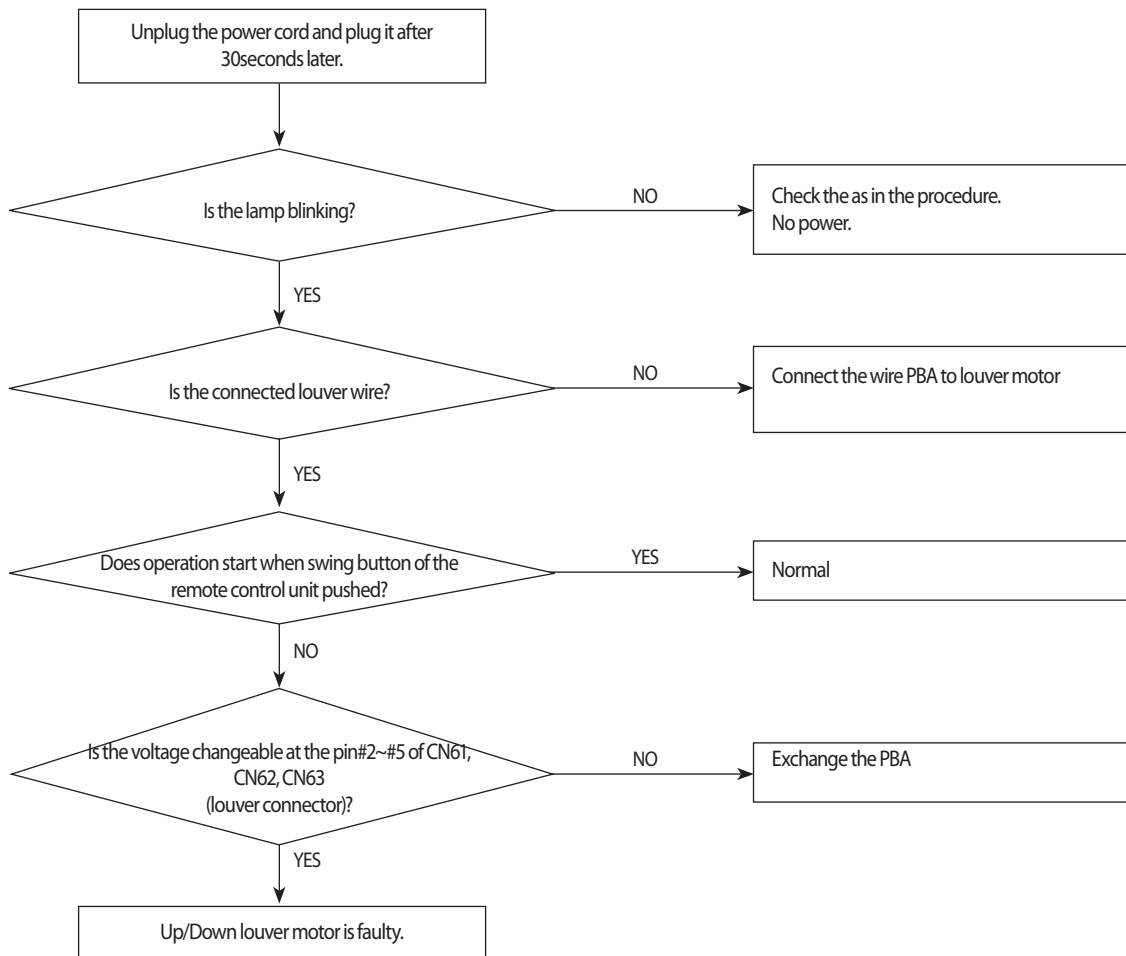 Unplug the power cord and plug it after
30seconds later.
Is the lamp blinking?
NO
Check the as in the procedure.
No power.
YES
Is the connected louver wire?
NO
Connect the wire PBA to louver motor
YES
Does operation start when swing button of the
remote control unit pushed?
YES
Normal
NO
Is the voltage changeable at the pin#2~#5 of CN61,
CN62, CN63
(louver connector)?
NO
Exchange the PBA
YES
Up/Down louver motor is faulty.